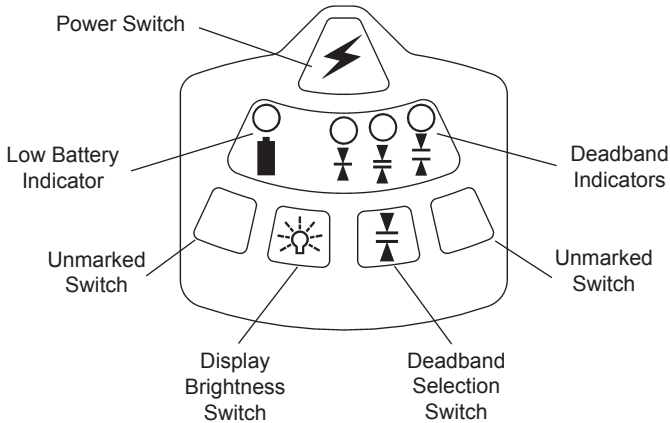 Power Switch
Low Battery
Indicator
Deadband
Indicators
Unmarked
Switch
Unmarked
Switch
Display
Brightness
Switch
Deadband
Selection
Switch